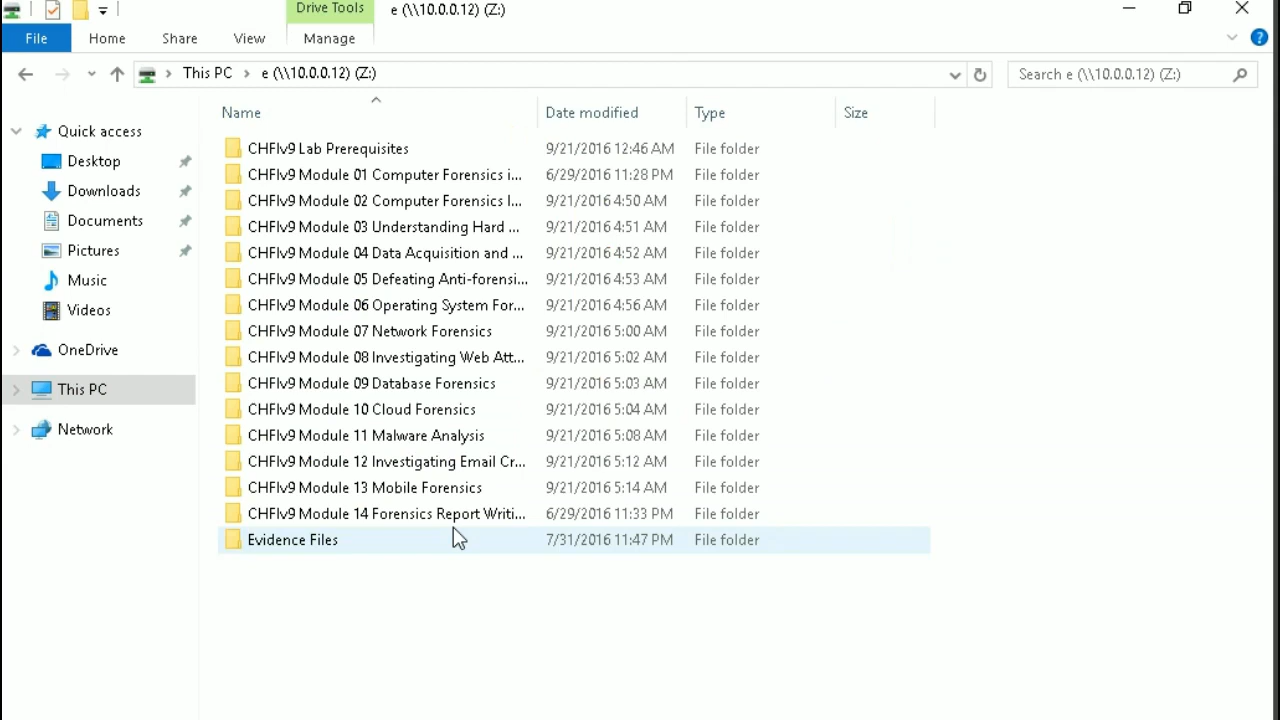 Drive Tools e (\\10.0.0.12) (Z:)
File Home Share View Manage
This PC e (\\10.0.0.12) (Z:) Search e (\\10.0.0.12) (Z:)
Name Date modified Type Size
Quick access
Desktop
Downloads
Documents
Pictures
Music
Videos
OneDrive
This PC
Network
CHFIv9 Lab Prerequisites 9/21/2016 12:46 AM File folder
CHFIv9 Module 01 Computer Forensics i... 6/29/2016 11:28 PM File folder
CHFIv9 Module 02 Computer Forensics I... 9/21/2016 4:50 AM File folder
CHFIv9 Module 03 Understanding Hard ... 9/21/2016 4:51 AM File folder
CHFIv9 Module 04 Data Acquisition and ... 9/21/2016 4:52 AM File folder
CHFIv9 Module 05 Defeating Anti-forensi... 9/21/2016 4:53 AM File folder
CHFIv9 Module 06 Operating System For... 9/21/2016 4:56 AM File folder
CHFIv9 Module 07 Network Forensics 9/21/2016 5:00 AM File folder
CHFIv9 Module 08 Investigating Web Att... 9/21/2016 5:02 AM File folder
CHFIv9 Module 09 Database Forensics 9/21/2016 5:03 AM File folder
CHFIv9 Module 10 Cloud Forensics 9/21/2016 5:04 AM File folder
CHFIv9 Module 11 Malware Analysis 9/21/2016 5:08 AM File folder
CHFIv9 Module 12 Investigating Email Cr... 9/21/2016 5:12 AM File folder
CHFIv9 Module 13 Mobile Forensics 9/21/2016 5:14 AM File folder
CHFIv9 Module 14 Forensics Report Writi... 6/29/2016 11:33 PM File folder
Evidence Files 7/31/2016 11:47 PM File folder